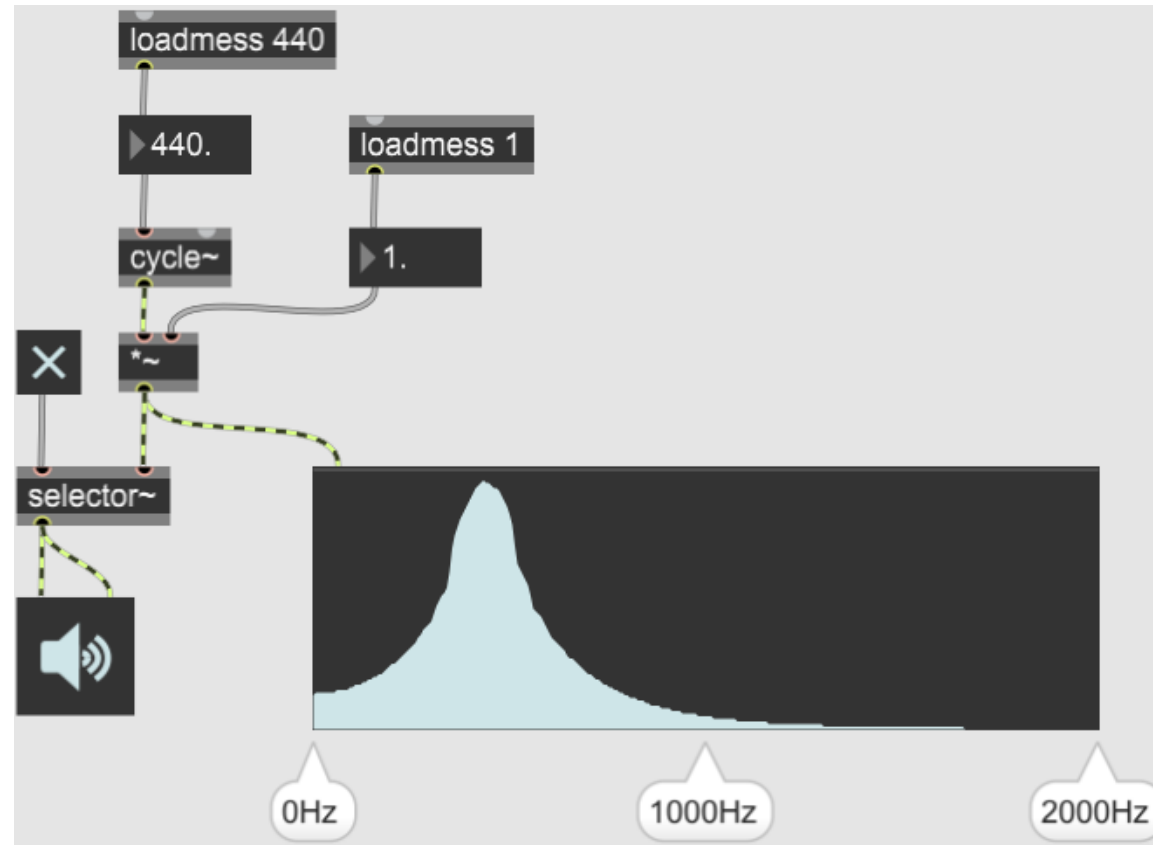 loadmess 440
440.
loadmess 1
cycle~
1.
*~
selector~
0Hz
1000Hz
2000Hz